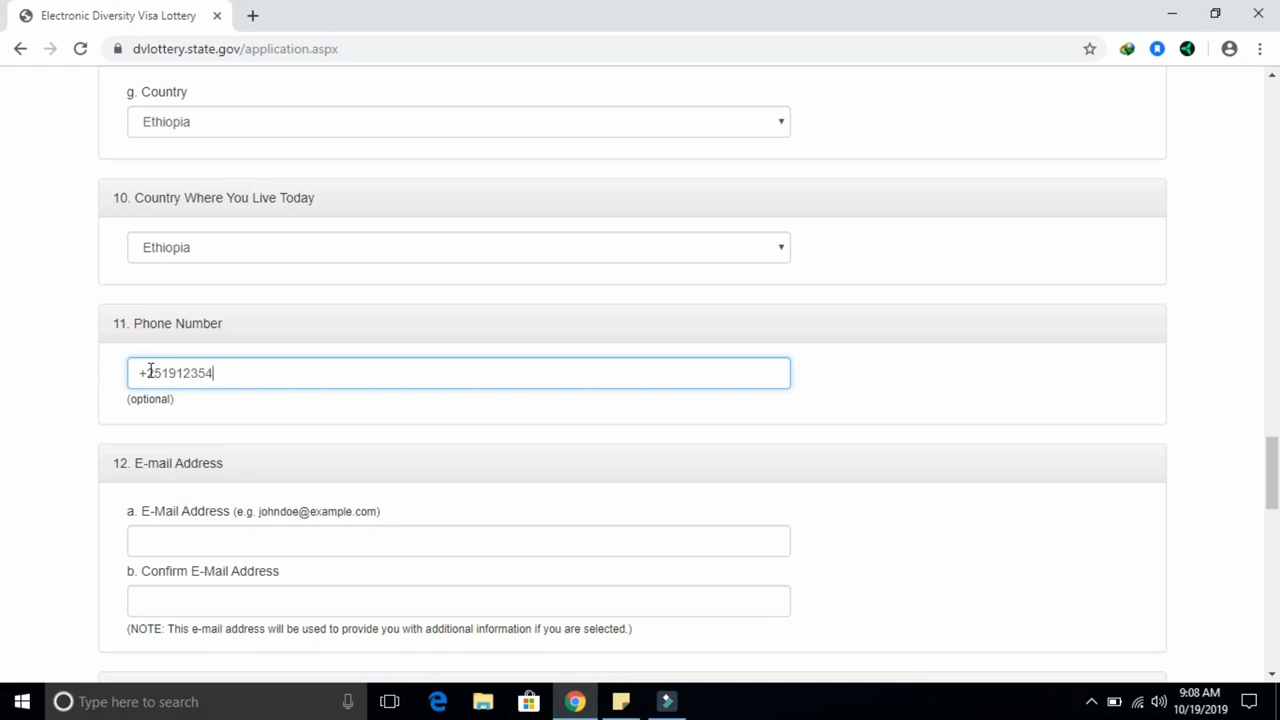 Electronic Diversity Visa Lottery
dvlottery.state.gov/application.aspx
g. Country
Ethiopia
10. Country Where You Live Today
Ethiopia
11. Phone Number
+251912354
(optional)
12. E-mail Address
a. E-Mail Address (e.g. johndoe@example.com)
b. Confirm E-Mail Address
(NOTE: This e-mail address will be used to provide you with additional information if you are selected.)
Type here to search
9:08 AM
10/19/2019